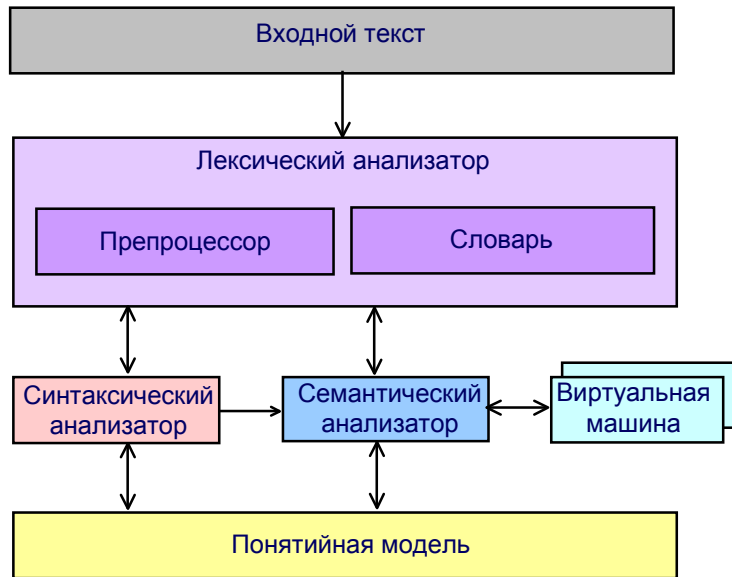 Входной текст
Лексический анализатор
Препроцессор
Словарь
Синтаксический
анализатор
Семантический
анализатор
Виртуальная
машина
Понятийная модель